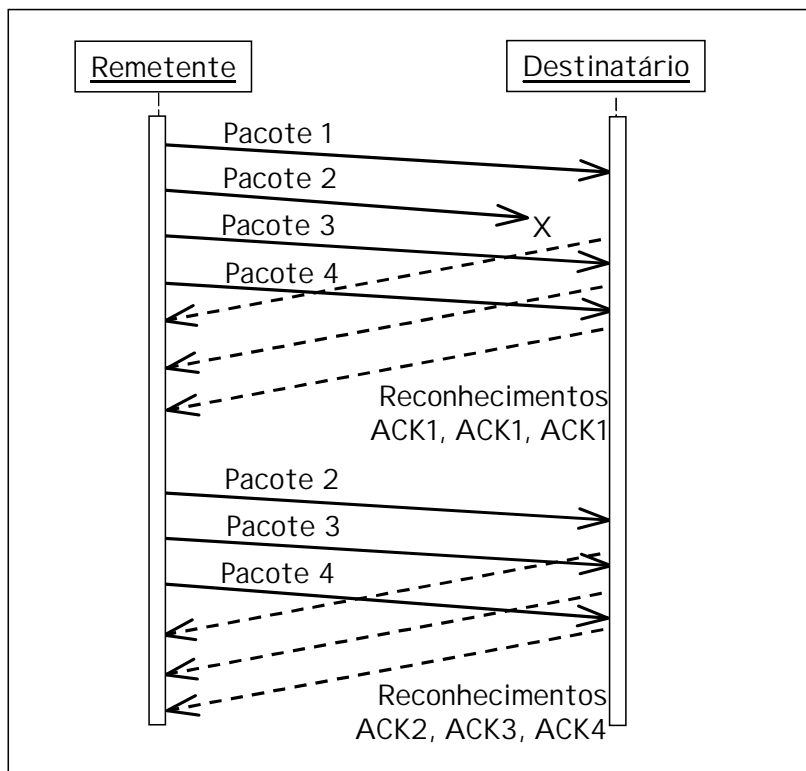 Remetente
Destinatário
Pacote 1
Pacote 2
X
Pacote 3
Pacote 4
Reconhecimentos
ACK1, ACK1, ACK1
Pacote 2
Pacote 3
Pacote 4
Reconhecimentos
ACK2, ACK3, ACK4